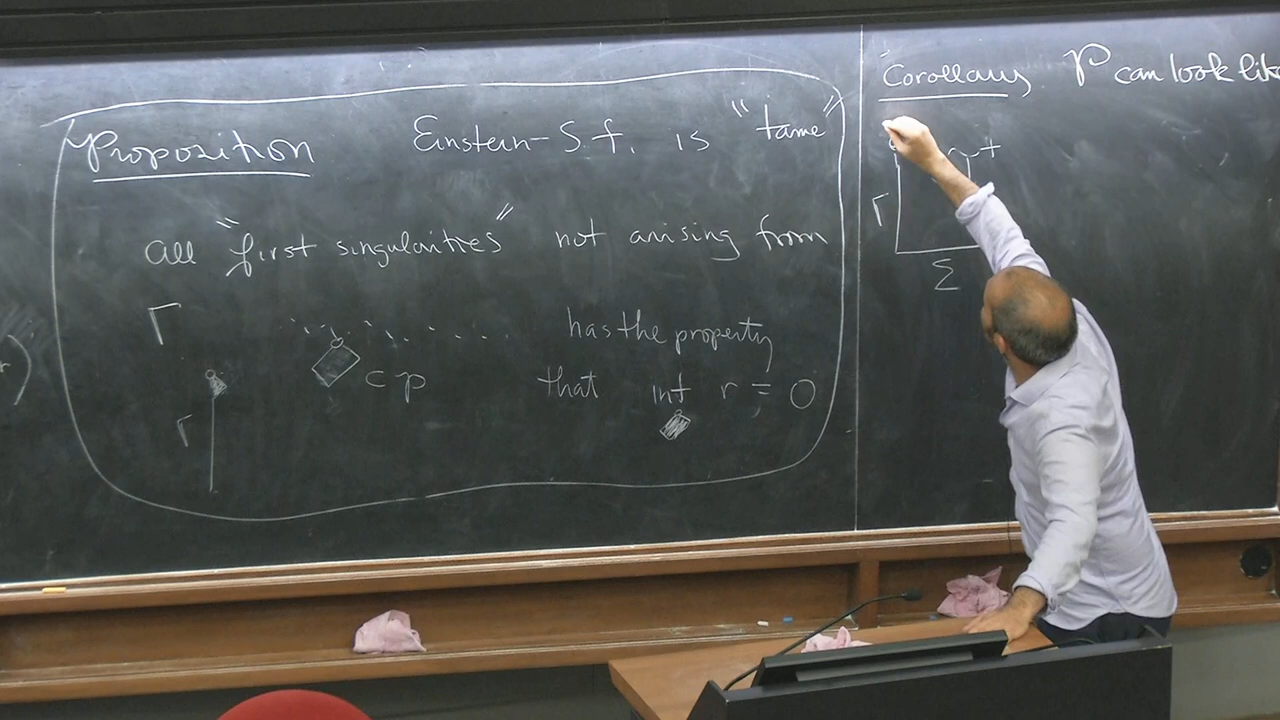 Proposition Einstein-S.f. is "tame"
all "first singularities" not arising from
Γ
has the property
cp that inf r = 0
Γ
Corollary P can look like
Γ
Σ